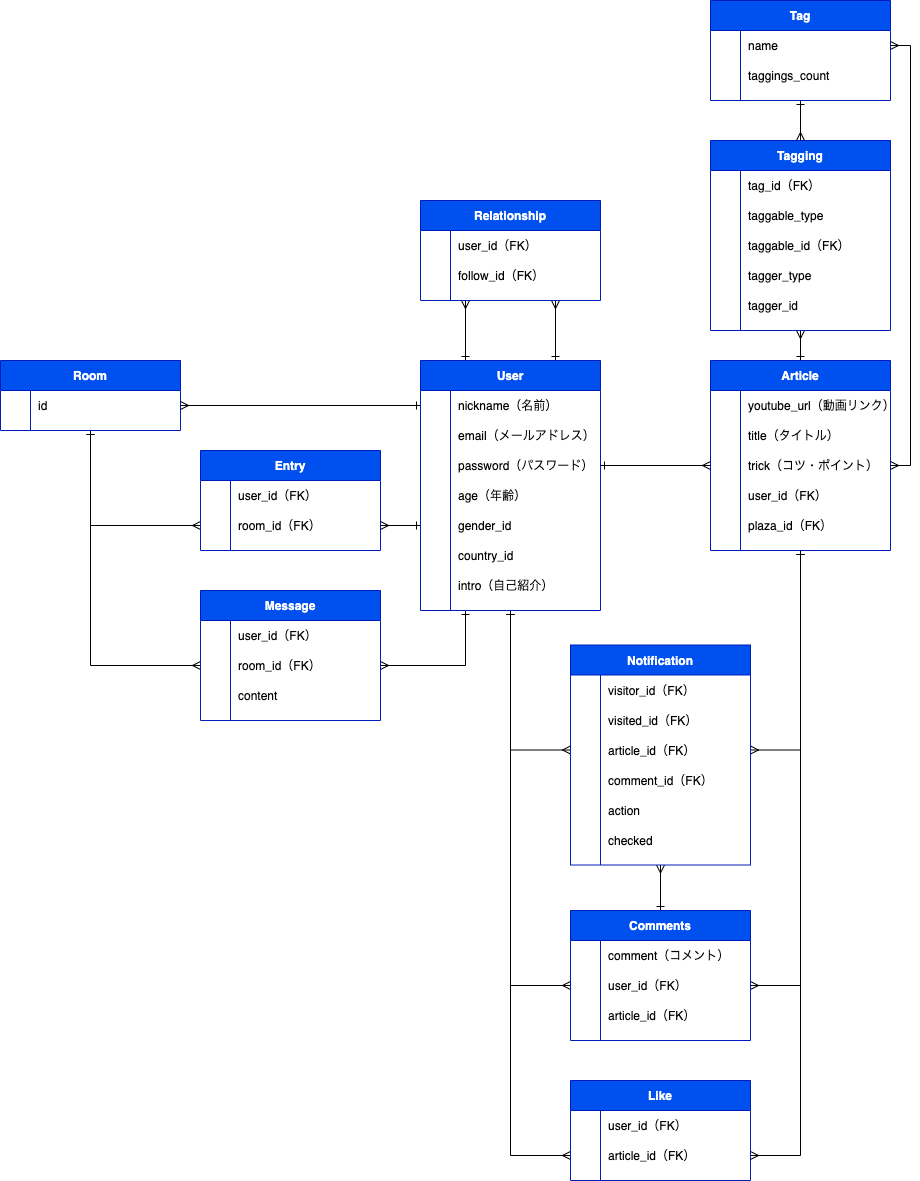 Tag
name
taggings_count
Tagging
tag_id（FK）
taggable_type
taggable_id（FK）
tagger_type
tagger_id
Relationship
user_id（FK）
follow_id（FK）
Room
id
User
nickname（名前）
email（メールアドレス）
password（パスワード）
age（年齢）
gender_id
country_id
intro（自己紹介）
Article
youtube_url（動画リンク）
title（タイトル）
trick（コツ・ポイント）
user_id（FK）
plaza_id（FK）
Entry
user_id（FK）
room_id（FK）
Message
user_id（FK）
room_id（FK）
content
Notification
visitor_id（FK）
visited_id（FK）
article_id（FK）
comment_id（FK）
action
checked
Comments
comment（コメント）
user_id（FK）
article_id（FK）
Like
user_id（FK）
article_id（FK）